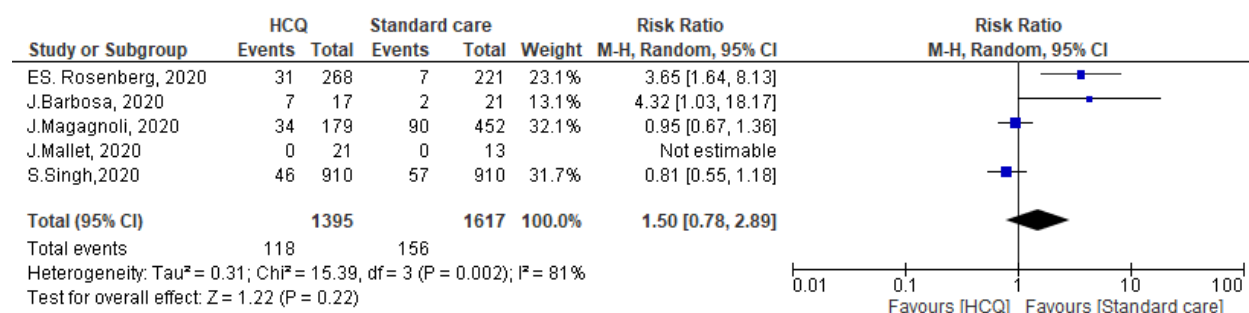 HCQ Standard care Risk Ratio Risk Ratio
Study or Subgroup Events Total Events Total Weight M-H, Random, 95% CI M-H, Random, 95% CI
ES. Rosenberg, 2020 31 268 7 221 23.1% 3.65 [1.64, 8.13]
J.Barbosa, 2020 7 17 2 21 13.1% 4.32 [1.03, 18.17]
J.Magagnoli, 2020 34 179 90 452 32.1% 0.95 [0.67, 1.36]
J.Mallet, 2020 0 21 0 13 Not estimable
S.Singh,2020 46 910 57 910 31.7% 0.81 [0.55, 1.18]
Total (95% CI) 1395 1617 100.0% 1.50 [0.78, 2.89]
Total events 118 156
Heterogeneity: Tau² = 0.31; Chi² = 15.39, df = 3 (P = 0.002); I² = 81%
Test for overall effect: Z = 1.22 (P = 0.22)
0.01 0.1 1 10 100
Favours [HCQ] Favours [Standard care]